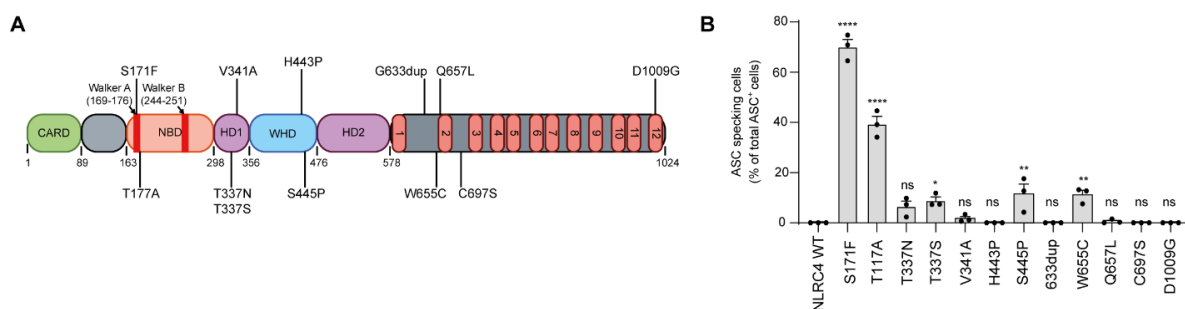 A
S171F
V341A
H443P
G633dup
Q657L
D1009G
Walker A
(169-176)
Walker B
(244-251)
CARD
NBD
HD1
WHD
HD2
1
2
3
4
5
6
7
8
9
10
11
12
1
89
163
298
356
476
578
1024
T177A
T337N
T337S
S445P
W655C
C697S
B
ASC specking cells
(% of total ASC⁺ cells)
80
60
40
20
0
****
****
ns
*
ns
ns
**
ns
**
ns
ns
ns
NLRC4 WT
S171F
T117A
T337N
T337S
V341A
H443P
S445P
633dup
W655C
Q657L
C697S
D1009G